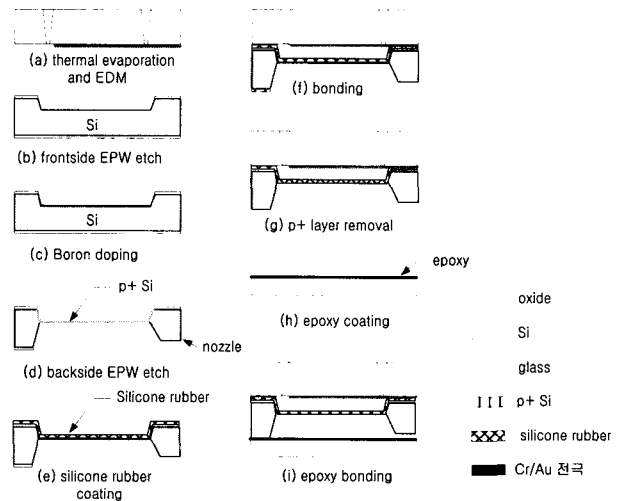 (a) thermal evaporation
and EDM
Si
(b) frontside EPW etch
Si
(c) Boron doping
p+ Si
nozzle
(d) backside EPW etch
Silicone rubber
(e) silicone rubber
coating
(f) bonding
(g) p+ layer removal
epoxy
(h) epoxy coating
(i) epoxy bonding
oxide
Si
glass
p+ Si
silicone rubber
Cr/Au 전극